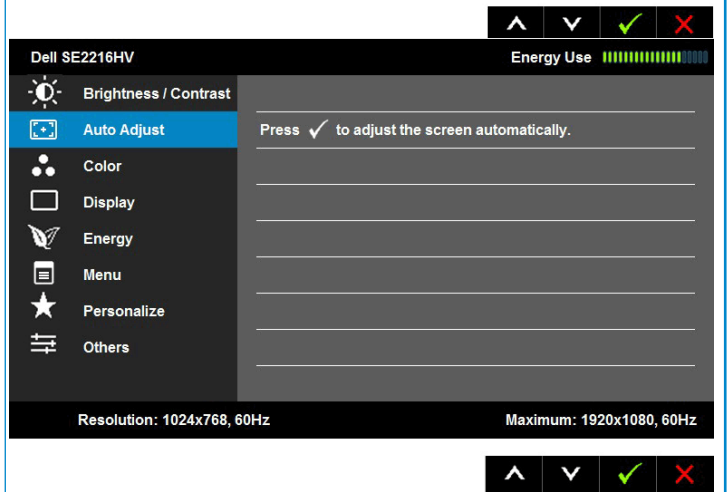 Dell SE2216HV
Energy Use
Brightness / Contrast
Auto Adjust
Press ✓ to adjust the screen automatically.
Color
Display
Energy
Menu
Personalize
Others
Resolution: 1024x768, 60Hz
Maximum: 1920x1080, 60Hz